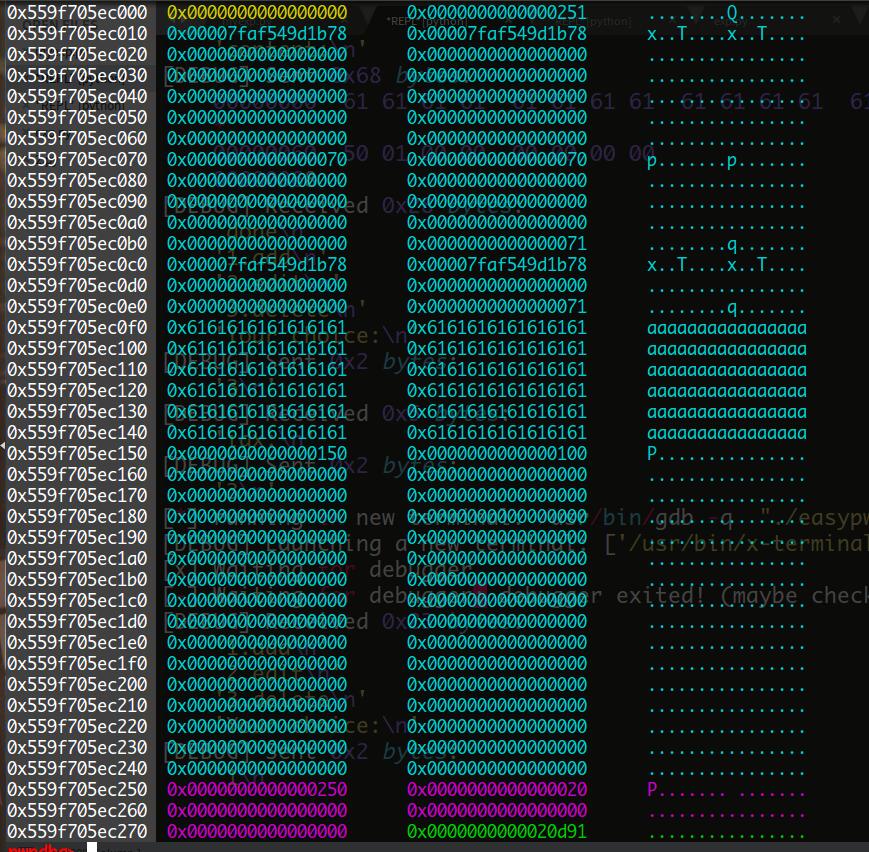 0x559f705ec000 0x0000000000000000 0x0000000000000251 ........Q.......
0x559f705ec010 0x00007faf549d1b78 0x00007faf549d1b78 x..T....x..T....
0x559f705ec020 0x0000000000000000 0x0000000000000000 ................
0x559f705ec030 0x0000000000000000 0x0000000000000000 ................
0x559f705ec040 0x0000000000000000 0x0000000000000000 ................
0x559f705ec050 0x0000000000000000 0x0000000000000000 ................
0x559f705ec060 0x0000000000000000 0x0000000000000000 ................
0x559f705ec070 0x0000000000000070 0x0000000000000070 p.......p.......
0x559f705ec080 0x0000000000000000 0x0000000000000000 ................
0x559f705ec090 0x0000000000000000 0x0000000000000000 ................
0x559f705ec0a0 0x0000000000000000 0x0000000000000000 ................
0x559f705ec0b0 0x0000000000000000 0x0000000000000071 ........q.......
0x559f705ec0c0 0x00007faf549d1b78 0x00007faf549d1b78 x..T....x..T....
0x559f705ec0d0 0x0000000000000000 0x0000000000000000 ................
0x559f705ec0e0 0x0000000000000000 0x0000000000000071 ........q.......
0x559f705ec0f0 0x6161616161616161 0x6161616161616161 aaaaaaaaaaaaaaaa
0x559f705ec100 0x6161616161616161 0x6161616161616161 aaaaaaaaaaaaaaaa
0x559f705ec110 0x6161616161616161 0x6161616161616161 aaaaaaaaaaaaaaaa
0x559f705ec120 0x6161616161616161 0x6161616161616161 aaaaaaaaaaaaaaaa
0x559f705ec130 0x6161616161616161 0x6161616161616161 aaaaaaaaaaaaaaaa
0x559f705ec140 0x6161616161616161 0x6161616161616161 aaaaaaaaaaaaaaaa
0x559f705ec150 0x0000000000000150 0x0000000000000100 P...............
0x559f705ec160 0x0000000000000000 0x0000000000000000 ................
0x559f705ec170 0x0000000000000000 0x0000000000000000 ................
0x559f705ec180 0x0000000000000000 0x0000000000000000 ................
0x559f705ec190 0x0000000000000000 0x0000000000000000 ................
0x559f705ec1a0 0x0000000000000000 0x0000000000000000 ................
0x559f705ec1b0 0x0000000000000000 0x0000000000000000 ................
0x559f705ec1c0 0x0000000000000000 0x0000000000000000 ................
0x559f705ec1d0 0x0000000000000000 0x0000000000000000 ................
0x559f705ec1e0 0x0000000000000000 0x0000000000000000 ................
0x559f705ec1f0 0x0000000000000000 0x0000000000000000 ................
0x559f705ec200 0x0000000000000000 0x0000000000000000 ................
0x559f705ec210 0x0000000000000000 0x0000000000000000 ................
0x559f705ec220 0x0000000000000000 0x0000000000000000 ................
0x559f705ec230 0x0000000000000000 0x0000000000000000 ................
0x559f705ec240 0x0000000000000000 0x0000000000000000 ................
0x559f705ec250 0x0000000000000250 0x0000000000000020 P....... .......
0x559f705ec260 0x0000000000000000 0x0000000000000000 ................
0x559f705ec270 0x0000000000000000 0x0000000000020d91 ................
pwndbg>